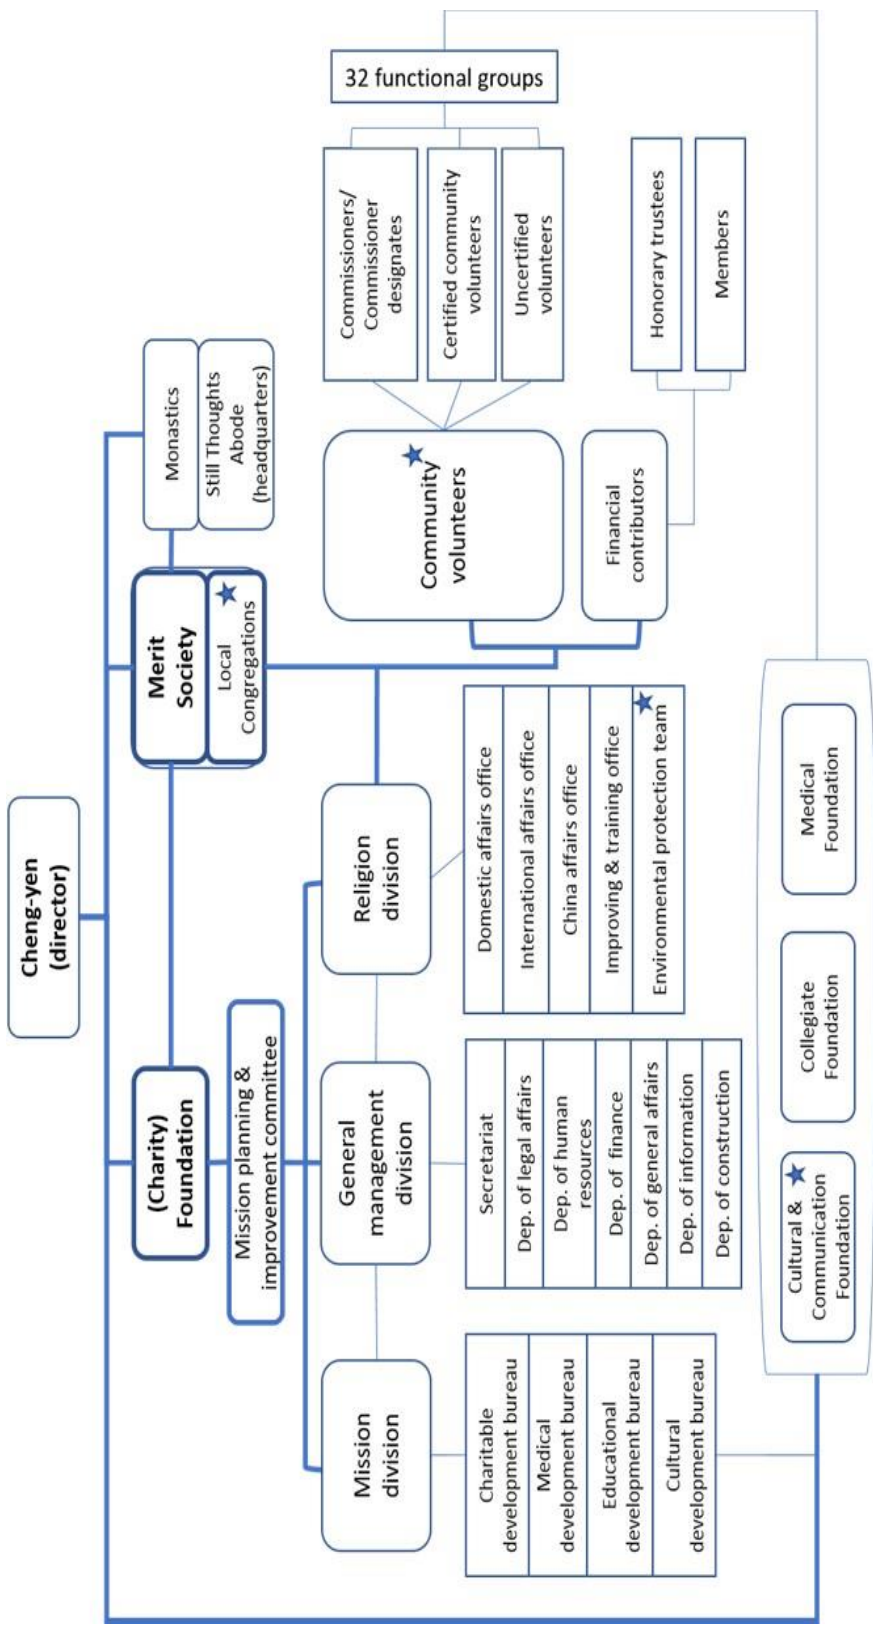 Cheng-yen
(director)
(Charity)
Foundation
Merit
Society
Local
Congregations
Monastics
Still Thoughts
Abode
(headquarters)
Mission planning &
improvement committee
Mission
division
General
management
division
Religion
division
Charitable
development bureau
Medical
development bureau
Educational
development bureau
Cultural
development bureau
Secretariat
Dep. of legal affairs
Dep. of human
resources
Dep. of finance
Dep. of general affairs
Dep. of information
Dep. of construction
Domestic affairs office
International affairs office
China affairs office
Improving & training office
Environmental protection team
Community
volunteers
Financial
contributors
Commissioners/
Commissioner
designates
Certified community
volunteers
Uncertified
volunteers
32 functional groups
Honorary trustees
Members
Cultural &
Communication
Foundation
Collegiate
Foundation
Medical
Foundation